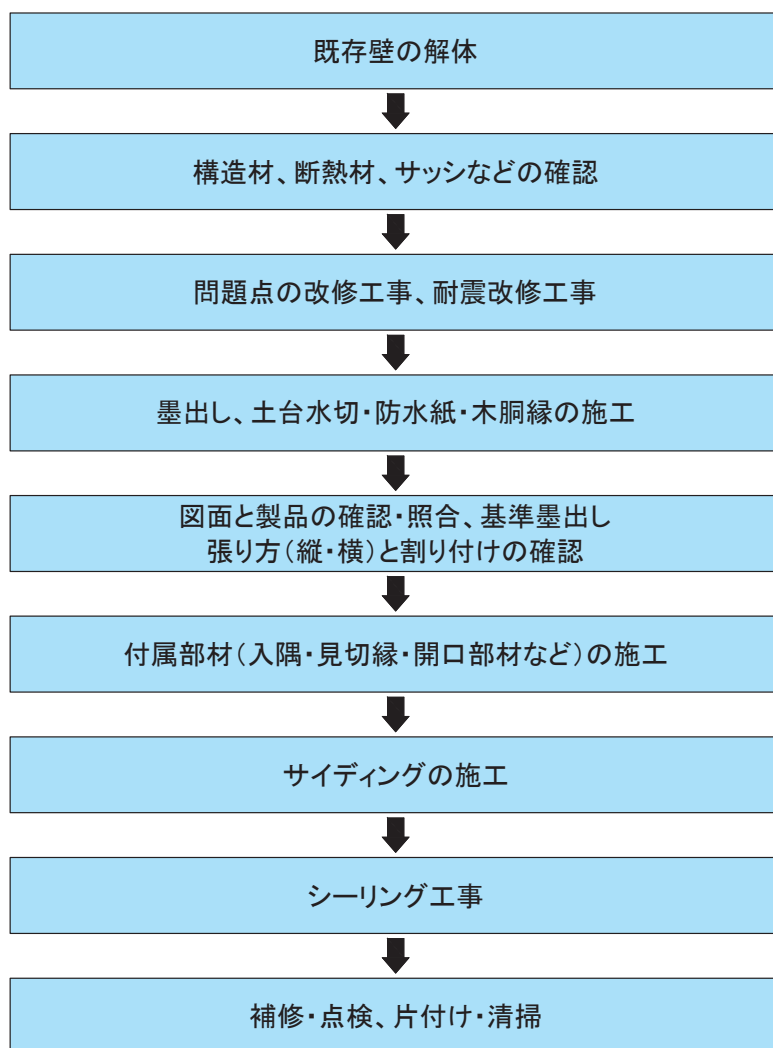 既存壁の解体
構造材、断熱材、サッシなどの確認
問題点の改修工事、耐震改修工事
墨出し、土台水切・防水紙・木胴縁の施工
図面と製品の確認・照合、基準墨出し
張り方（縦・横）と割り付けの確認
付属部材（入隅・見切縁・開口部材など）の施工
サイディングの施工
シーリング工事
補修・点検、片付け・清掃